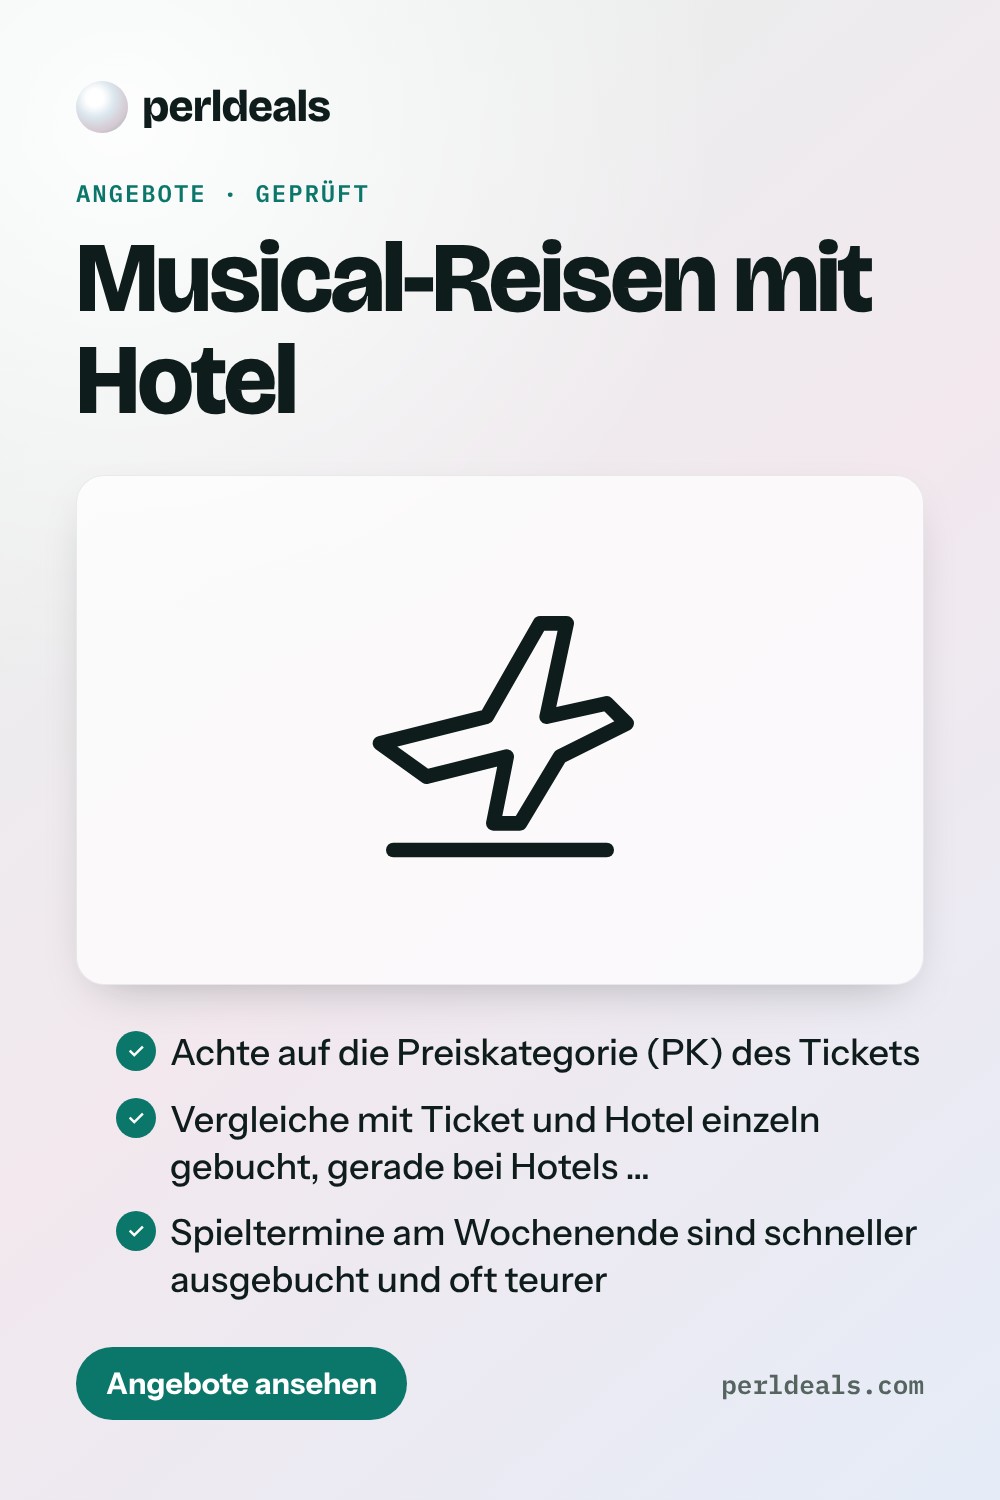 perldeals
ANGEBOTE · GEPRÜFT
Musical-Reisen mit
Hotel
Achte auf die Preiskategorie (PK) des Tickets
Vergleiche mit Ticket und Hotel einzeln
gebucht, gerade bei Hotels ...
Spieltermine am Wochenende sind schneller
ausgebucht und oft teurer
Angebote ansehen
perldeals.com